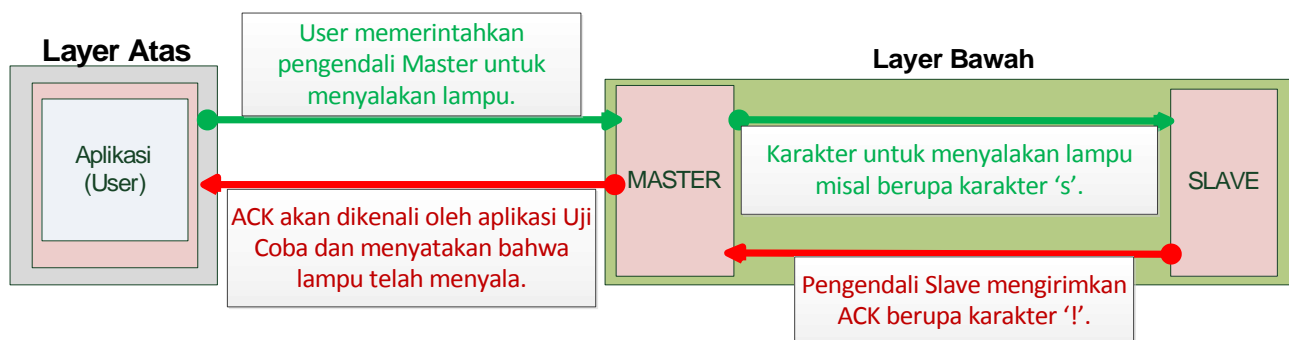 Layer Atas
User memerintahkan
pengendali Master untuk
menyalakan lampu.
Layer Bawah
Aplikasi
(User)
MASTER
Karakter untuk menyalakan lampu
misal berupa karakter ‘s’.
SLAVE
ACK akan dikenali oleh aplikasi Uji
Coba dan menyatakan bahwa
lampu telah menyala.
Pengendali Slave mengirimkan
ACK berupa karakter ‘!’.